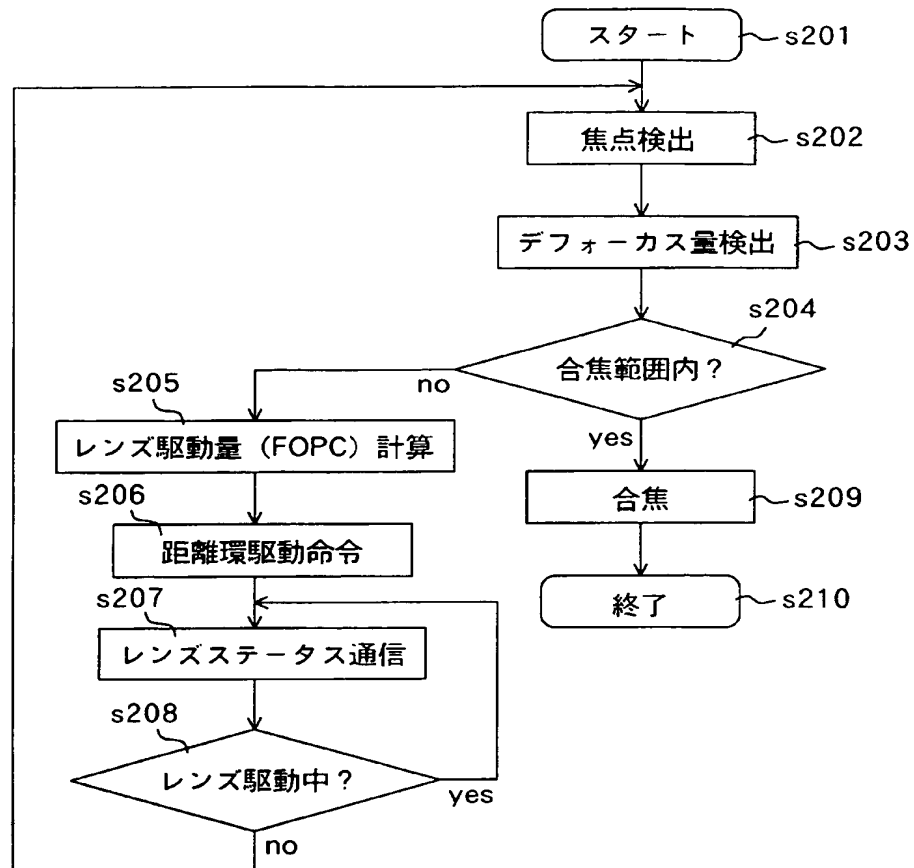 スタート
s201
焦点検出
s202
デフォーカス量検出
s203
s204
合焦範囲内？
no
yes
s205
レンズ駆動量（FOPC）計算
s206
距離環駆動命令
s207
レンズステータス通信
s208
レンズ駆動中？
yes
no
合焦
s209
終了
s210